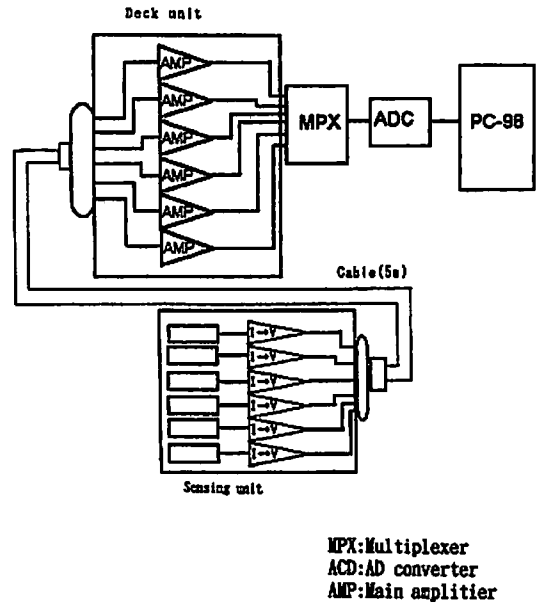 Deck unit
AMP
AMP
AMP
AMP
AMP
AMP
MPX
ADC
PC-98
Cable(5m)
I→V
I→V
I→V
I→V
I→V
I→V
Sensing unit
MPX:Multiplexer
ACD:AD converter
AMP:Main amplitier